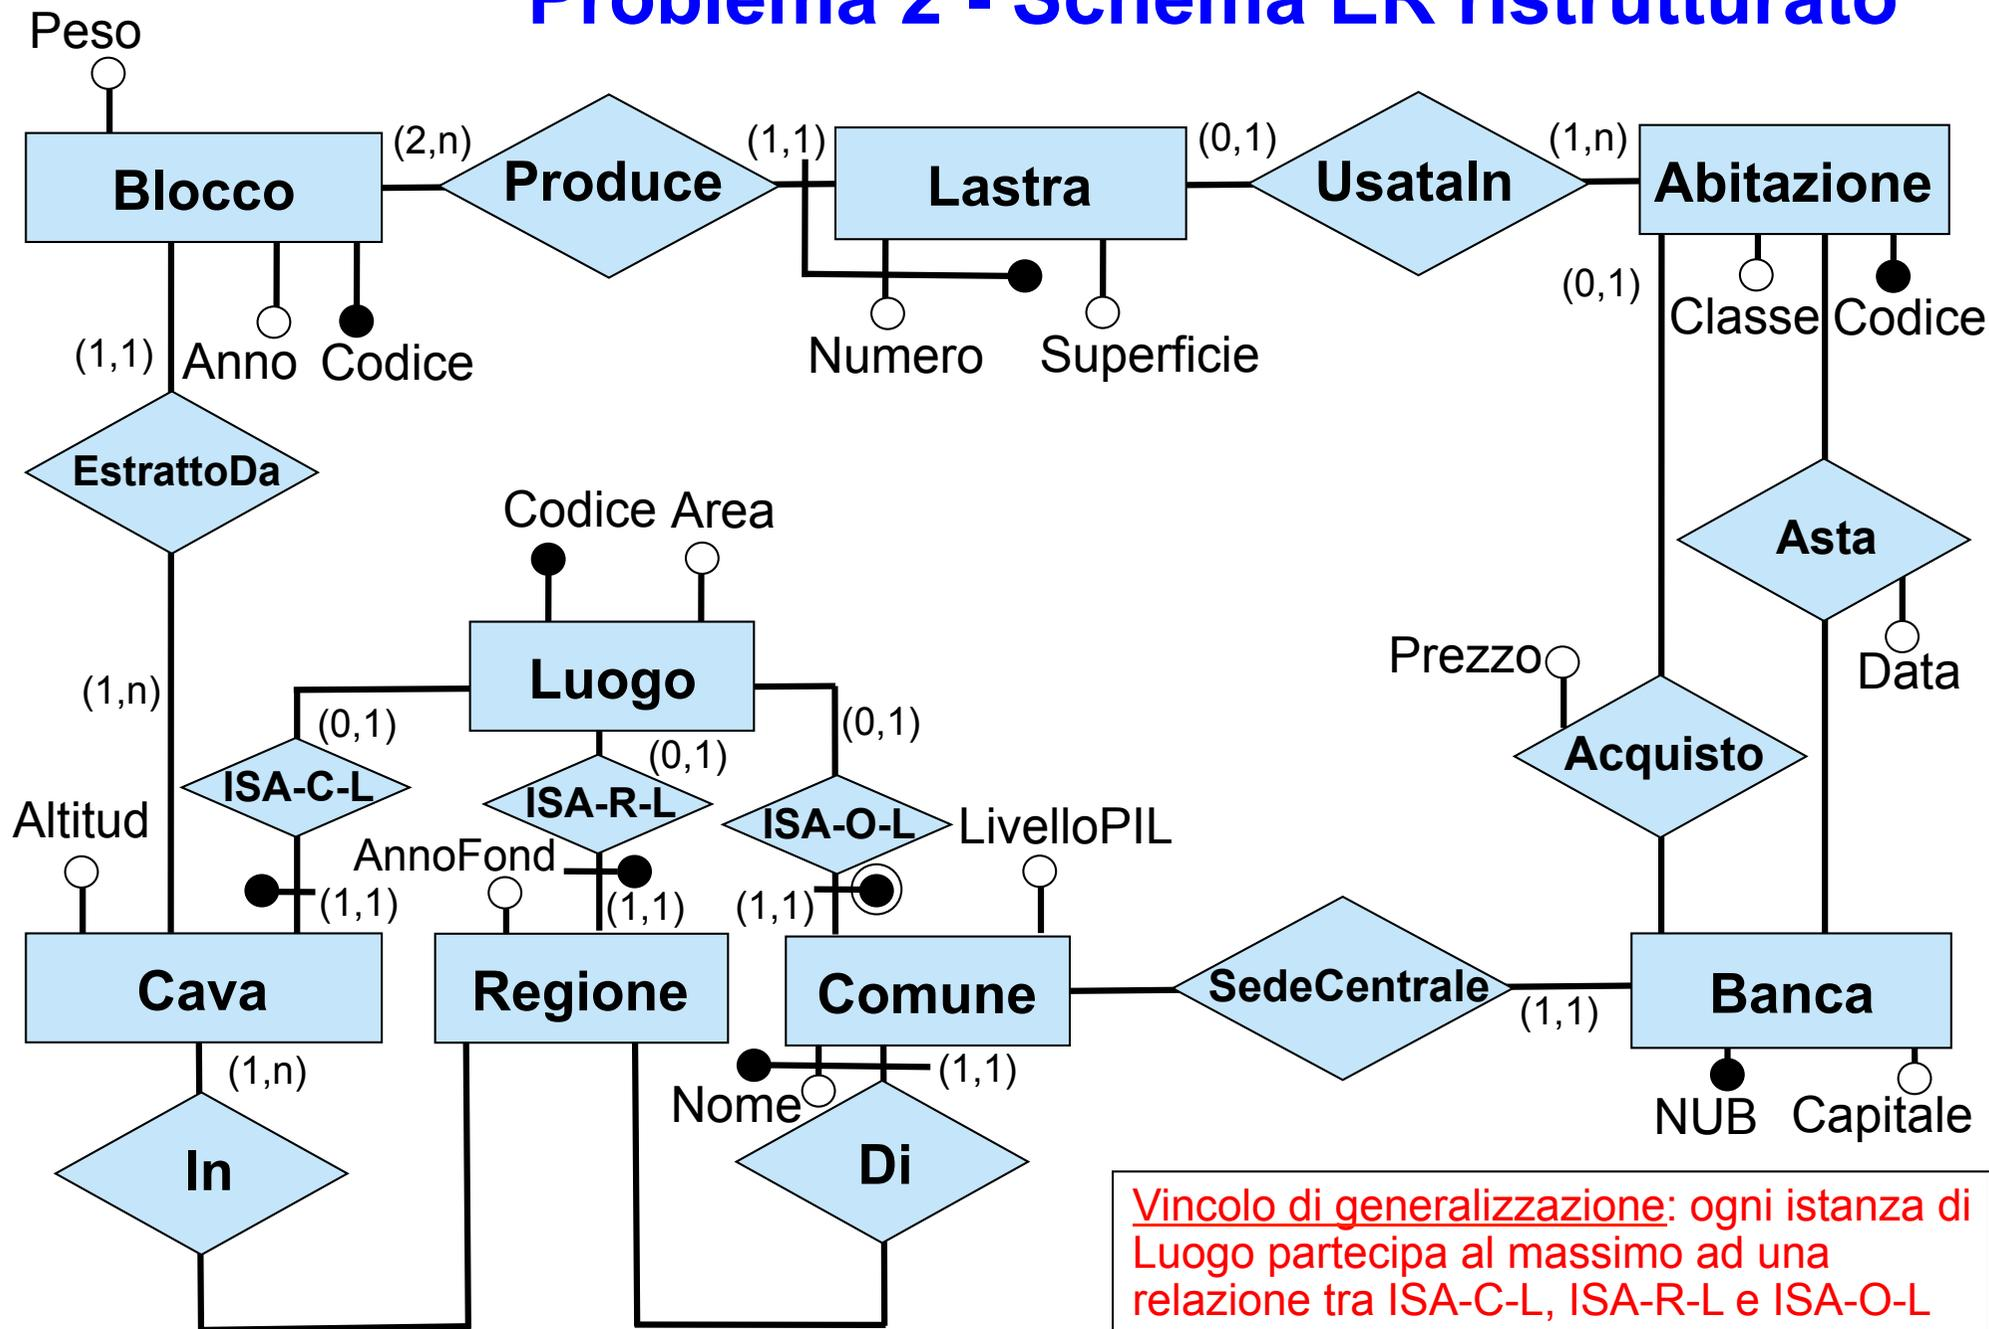 Problema 2 - Schema ER ristrutturato
Peso
Blocco
(2,n)
Produce
(1,1)
Lastra
(0,1)
UsataIn
(1,n)
Abitazione
(1,1)
Anno
Codice
Numero
Superficie
(0,1)
Classe
Codice
EstrattoDa
Codice
Area
Asta
Luogo
Prezzo
Data
(1,n)
(0,1)
(0,1)
(0,1)
Acquisto
ISA-C-L
ISA-R-L
ISA-O-L
Altitud
AnnoFond
LivelloPIL
(1,1)
(1,1)
(1,1)
Cava
Regione
Comune
SedeCentrale
(1,1)
Banca
(1,n)
(1,1)
Nome
NUB
Capitale
In
Di
Vincolo di generalizzazione: ogni istanza di
Luogo partecipa al massimo ad una
relazione tra ISA-C-L, ISA-R-L e ISA-O-L